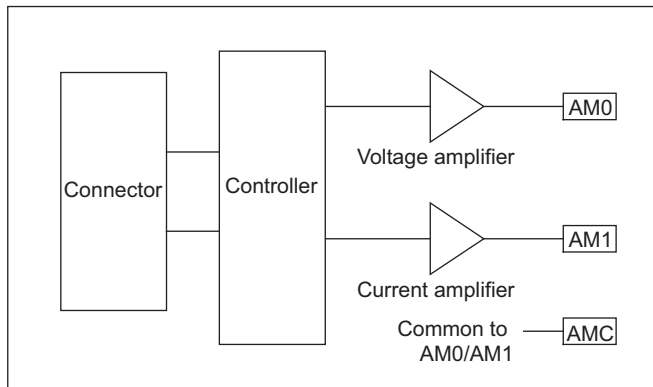 AM0
Voltage amplifier
Connector
Controller
AM1
Current amplifier
Common to
AM0/AM1
AMC